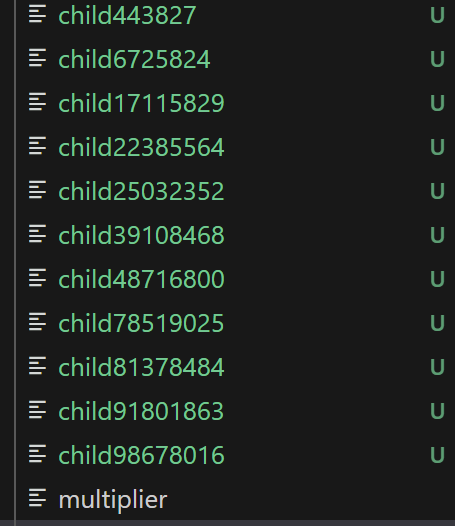 child443827 U
child6725824 U
child17115829 U
child22385564 U
child25032352 U
child39108468 U
child48716800 U
child78519025 U
child81378484 U
child91801863 U
child98678016 U
multiplier